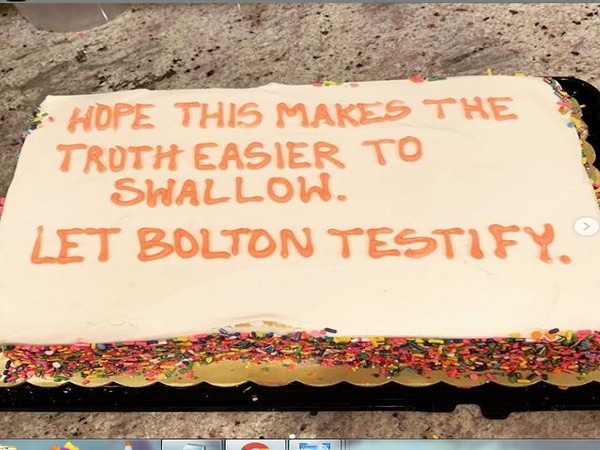 HOPE THIS MAKES THE
TRUTH EASIER TO
SWALLOW.
LET BOLTON TESTIFY.